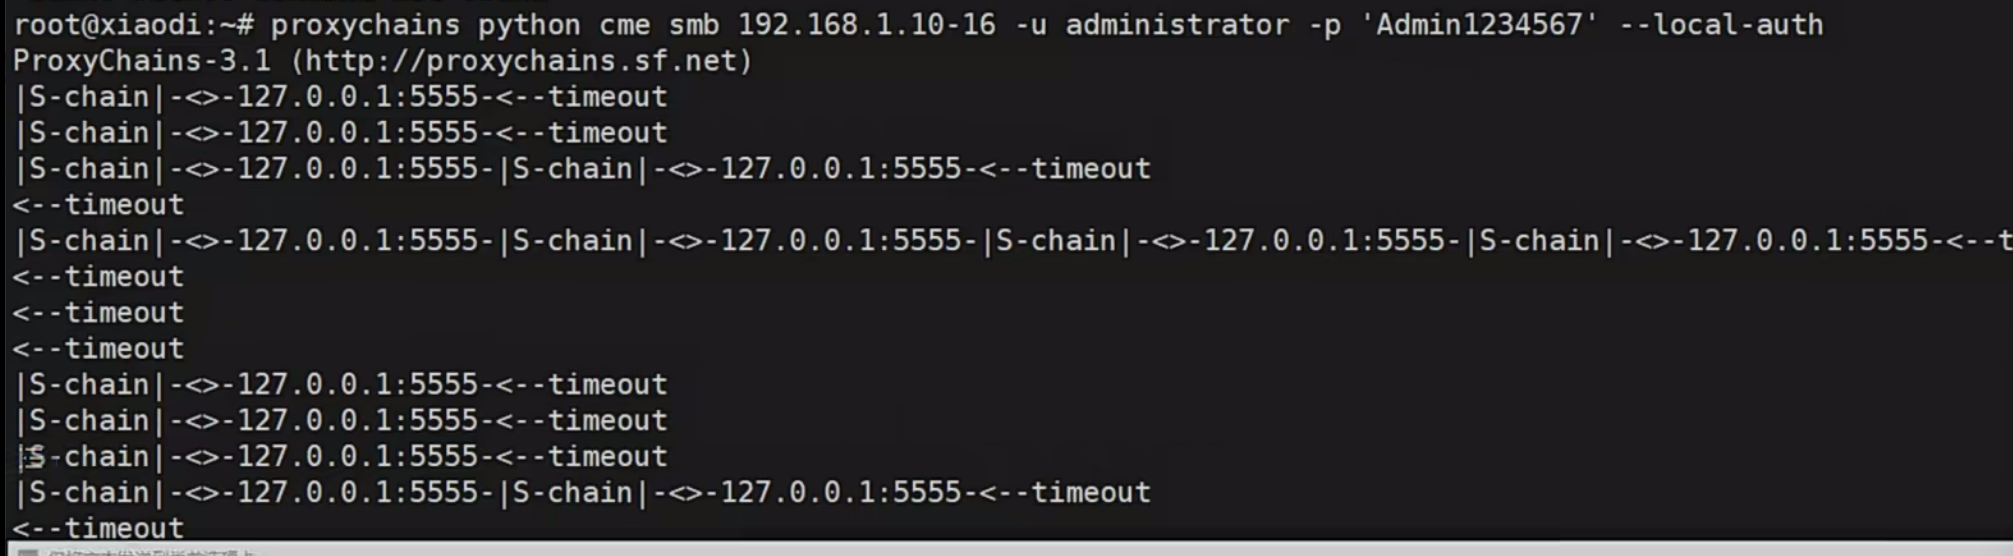 root@xiaodi:~# proxychains python cme smb 192.168.1.10-16 -u administrator -p 'Admin1234567' --local-auth
ProxyChains-3.1 (http://proxychains.sf.net)
|S-chain|-<>-127.0.0.1:5555-<--timeout
|S-chain|-<>-127.0.0.1:5555-<--timeout
|S-chain|-<>-127.0.0.1:5555-|S-chain|-<>-127.0.0.1:5555-<--timeout
<--timeout
|S-chain|-<>-127.0.0.1:5555-|S-chain|-<>-127.0.0.1:5555-|S-chain|-<>-127.0.0.1:5555-|S-chain|-<>-127.0.0.1:5555-<--t
<--timeout
<--timeout
<--timeout
|S-chain|-<>-127.0.0.1:5555-<--timeout
|S-chain|-<>-127.0.0.1:5555-<--timeout
|S-chain|-<>-127.0.0.1:5555-<--timeout
|S-chain|-<>-127.0.0.1:5555-|S-chain|-<>-127.0.0.1:5555-<--timeout
<--timeout